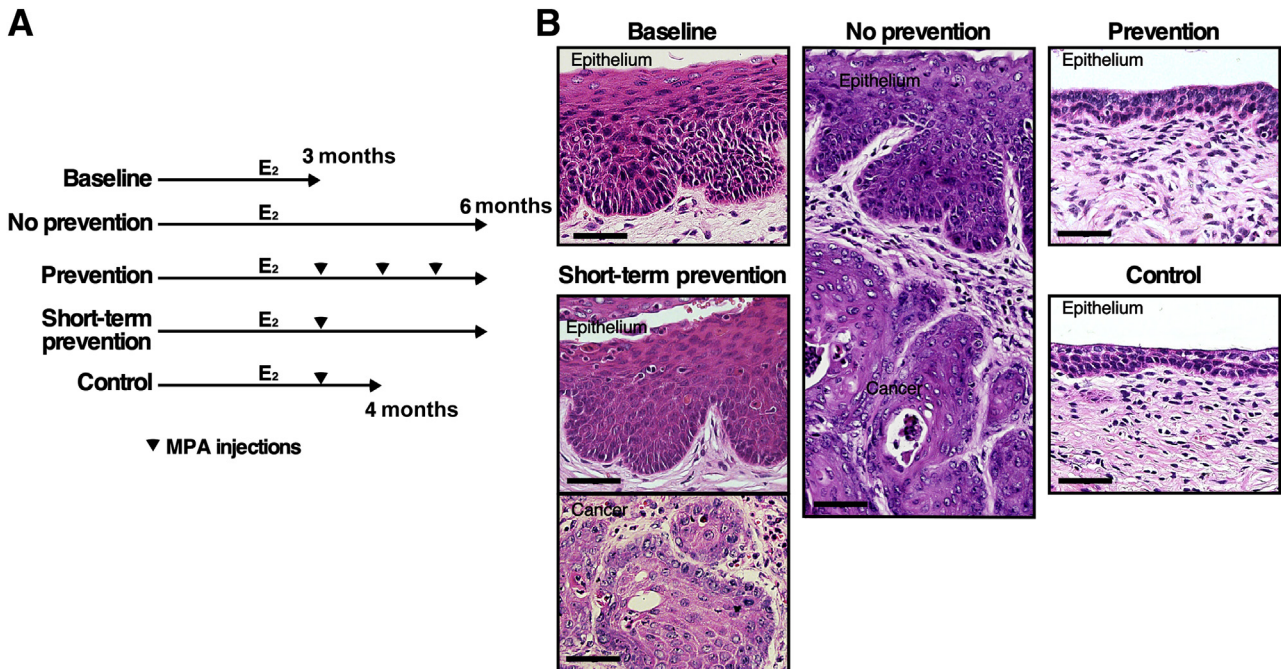 A
Baseline
E₂
3 months
No prevention
E₂
6 months
Prevention
E₂
Short-term
prevention
E₂
Control
E₂
4 months
MPA injections
B
Baseline
Epithelium
No prevention
Epithelium
Cancer
Prevention
Epithelium
Short-term prevention
Epithelium
Cancer
Control
Epithelium